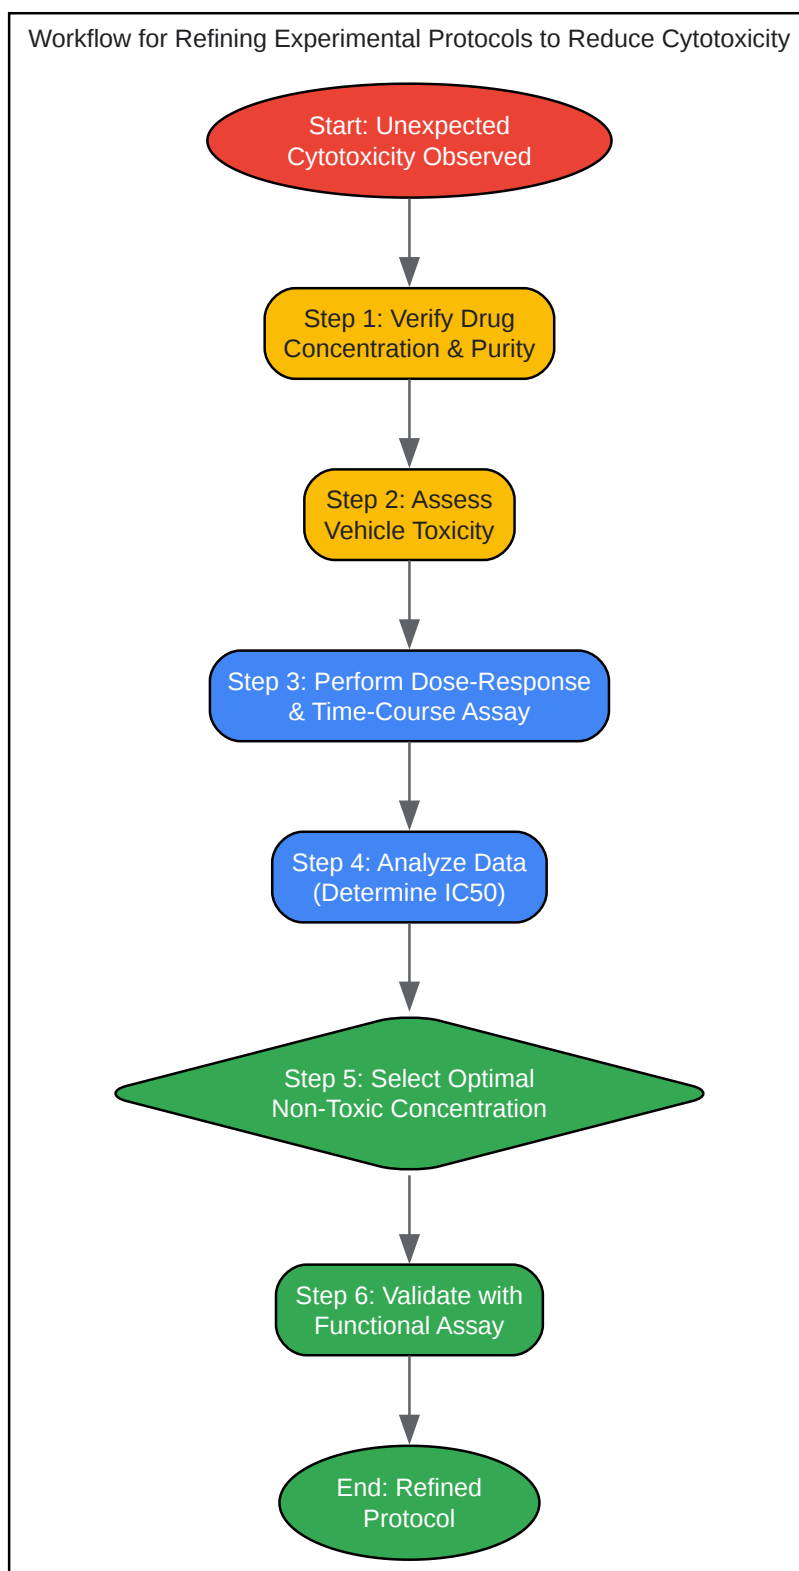 Workflow for Refining Experimental Protocols to Reduce Cytotoxicity
Start: Unexpected
Cytotoxicity Observed
Step 1: Verify Drug
Concentration & Purity
Step 2: Assess
Vehicle Toxicity
Step 3: Perform Dose-Response
& Time-Course Assay
Step 4: Analyze Data
(Determine IC50)
Step 5: Select Optimal
Non-Toxic Concentration
Step 6: Validate with
Functional Assay
End: Refined
Protocol